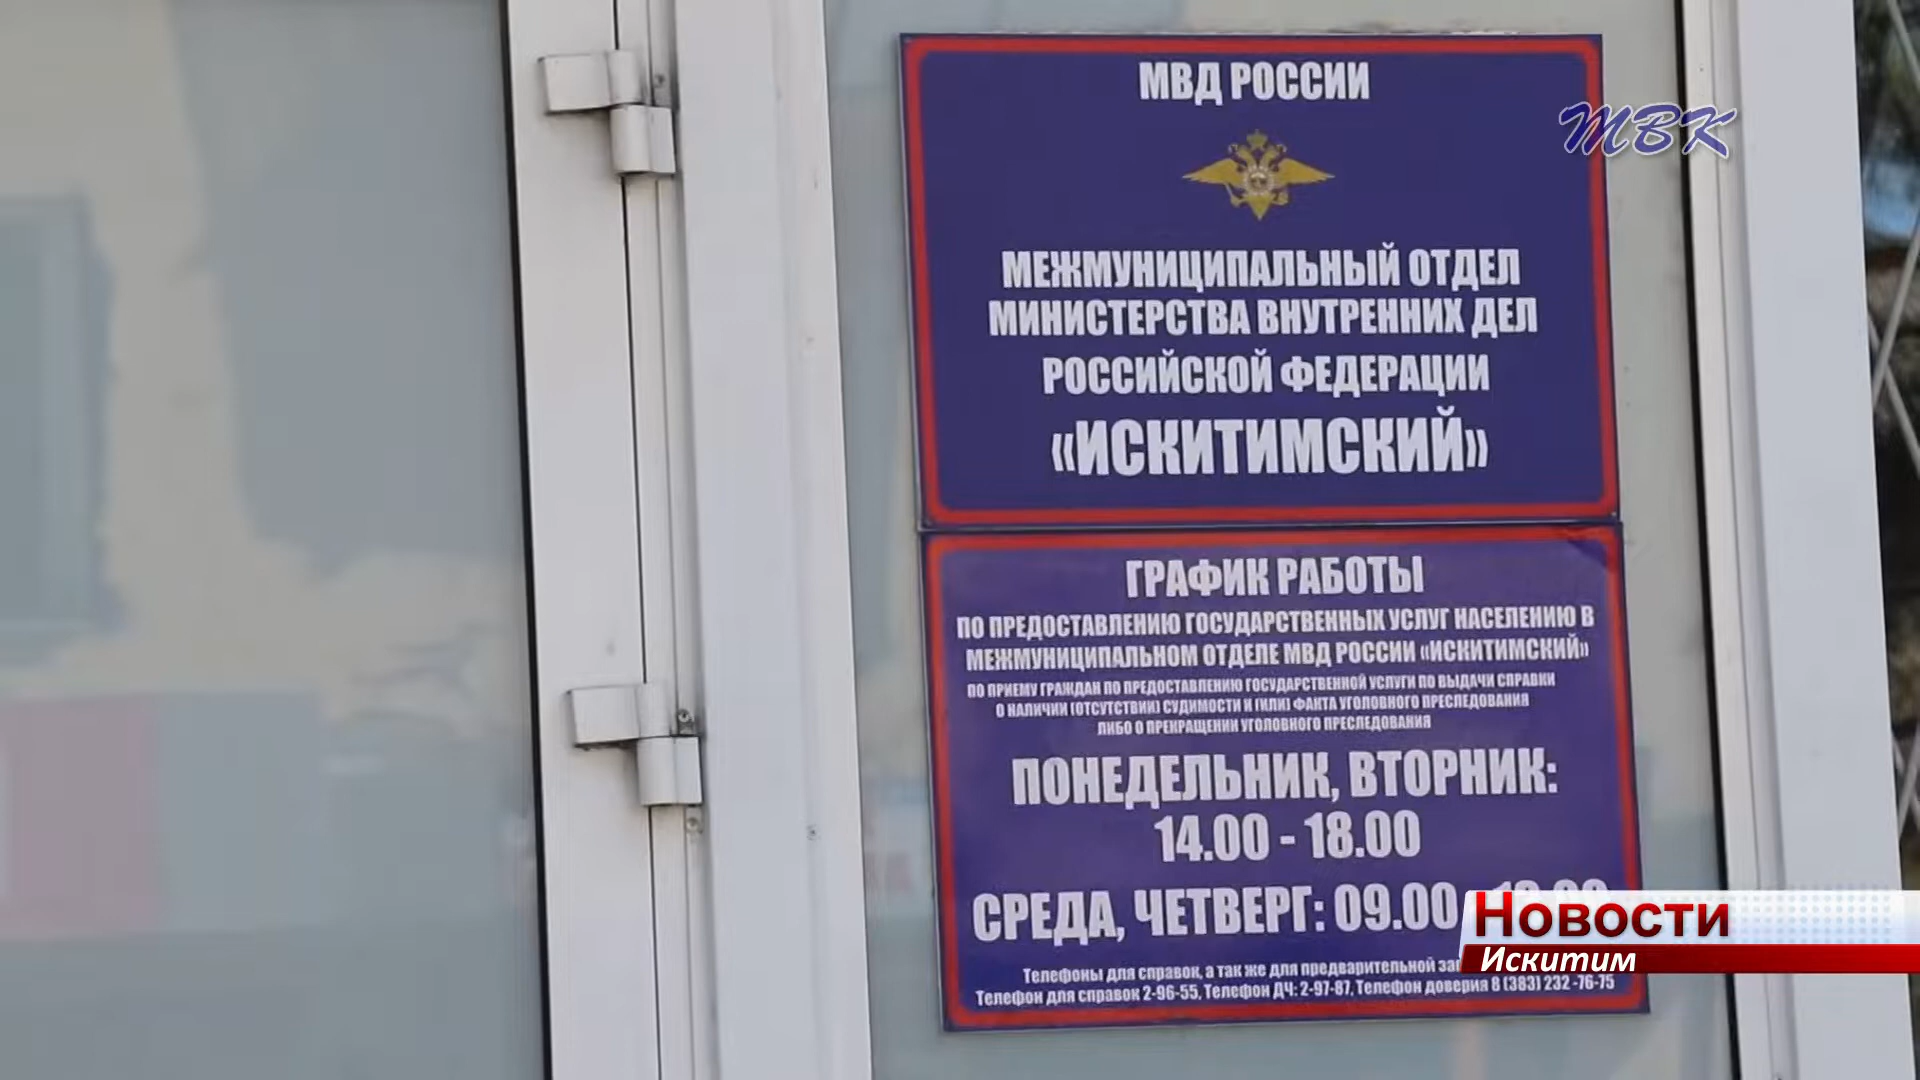 МВД РОССИИ
ТВК
МЕЖМУНИЦИПАЛЬНЫЙ ОТДЕЛ
МИНИСТЕРСТВА ВНУТРЕННИХ ДЕЛ
РОССИЙСКОЙ ФЕДЕРАЦИИ
«ИСКИТИМСКИЙ»
ГРАФИК РАБОТЫ
ПО ПРЕДОСТАВЛЕНИЮ ГОСУДАРСТВЕННЫХ УСЛУГ НАСЕЛЕНИЮ В
МЕЖМУНИЦИПАЛЬНОМ ОТДЕЛЕ МВД РОССИИ «ИСКИТИМСКИЙ»
ПО ПРИЕМУ ГРАЖДАН ПО ПРЕДОСТАВЛЕНИЮ ГОСУДАРСТВЕННОЙ УСЛУГИ ПО ВЫДАЧИ СПРАВКИ
О НАЛИЧИИ (ОТСУТСТВИИ) СУДИМОСТИ И (ИЛИ) ФАКТА УГОЛОВНОГО ПРЕСЛЕДОВАНИЯ
ЛИБО О ПРЕКРАЩЕНИИ УГОЛОВНОГО ПРЕСЛЕДОВАНИЯ
ПОНЕДЕЛЬНИК, ВТОРНИК:
14.00 - 18.00
СРЕДА, ЧЕТВЕРГ: 09.00
Новости
Искитим
Телефоны для справок, а так же для предварительной
Телефон для справок 2-96-55, Телефон ДЧ: 2-97-87, Телефон доверия 8 (383) 232 -76-75